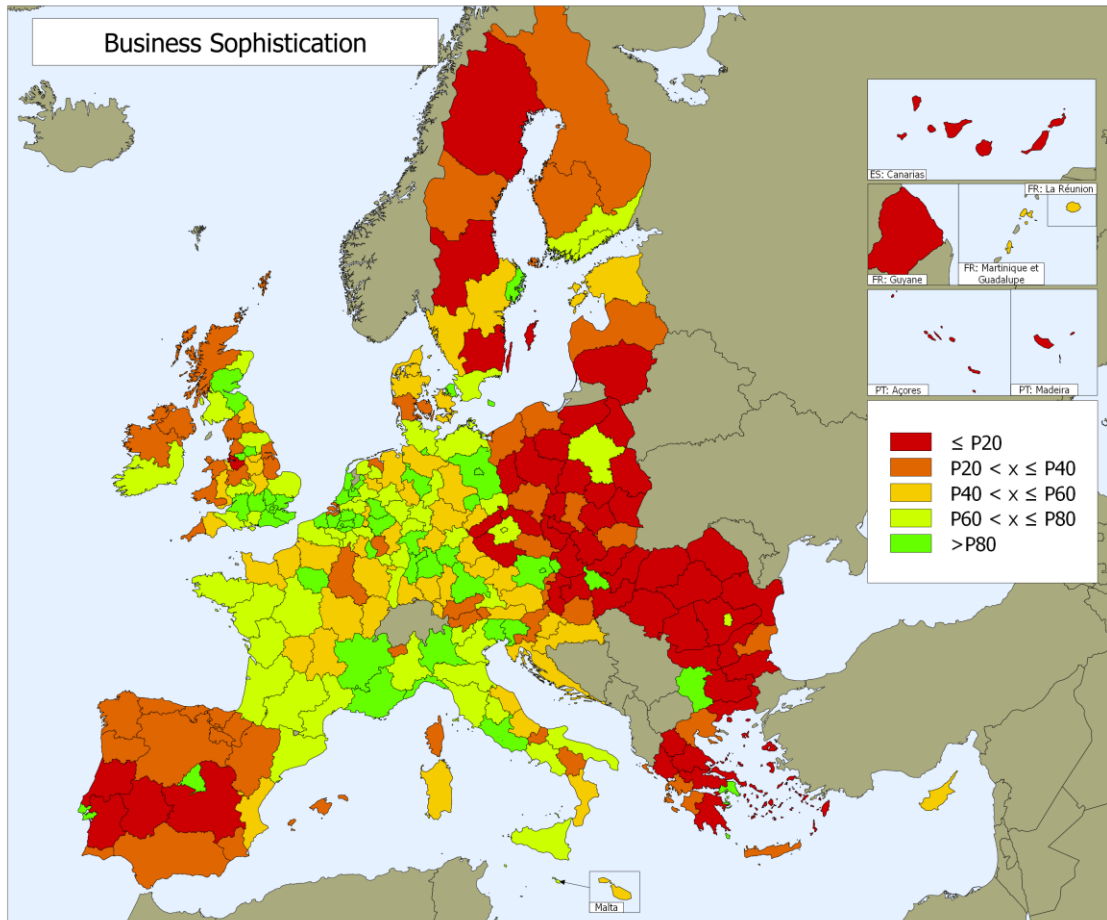 Business Sophistication
ES: Canarias
FR: La Réunion
FR: Guyane
FR: Martinique et
Guadalupe
PT: Açores
PT: Madeira
≤ P20
P20 < x ≤ P40
P40 < x ≤ P60
P60 < x ≤ P80
>P80
Malta